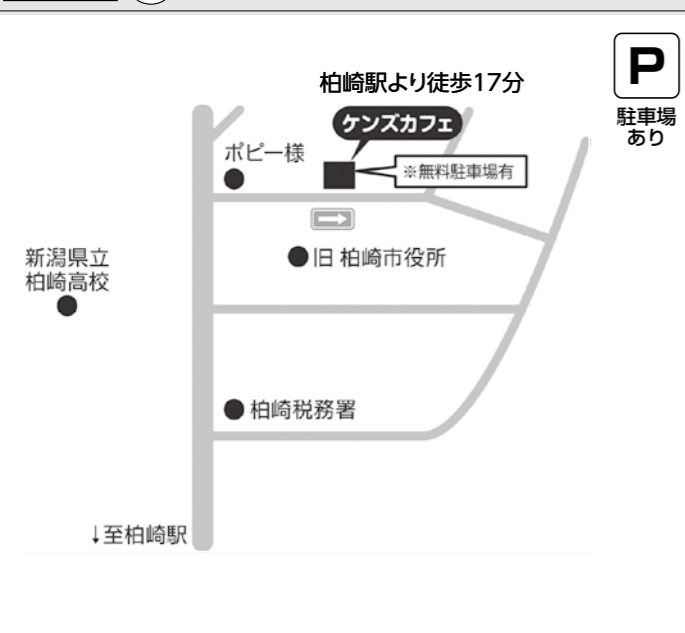 P
駐車場
あり
柏崎駅より徒歩17分
ケンズカフェ
ポピー様
※無料駐車場有
新潟県立
柏崎高校
旧 柏崎市役所
柏崎税務署
↓至柏崎駅